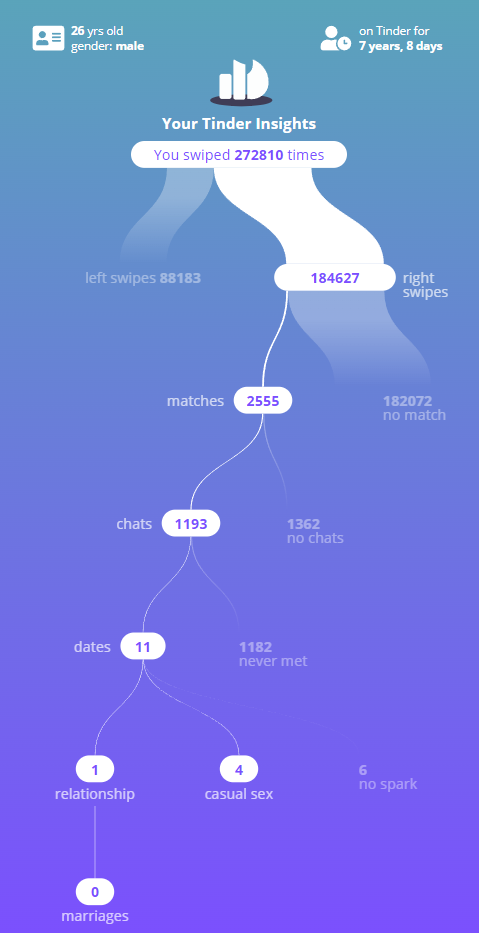 26 yrs old
gender: male
on Tinder for
7 years, 8 days
Your Tinder Insights
You swiped 272810 times
left swipes 88183
184627
right
swipes
matches
2555
182072
no match
chats
1193
1362
no chats
dates
11
1182
never met
1
relationship
4
casual sex
6
no spark
0
marriages